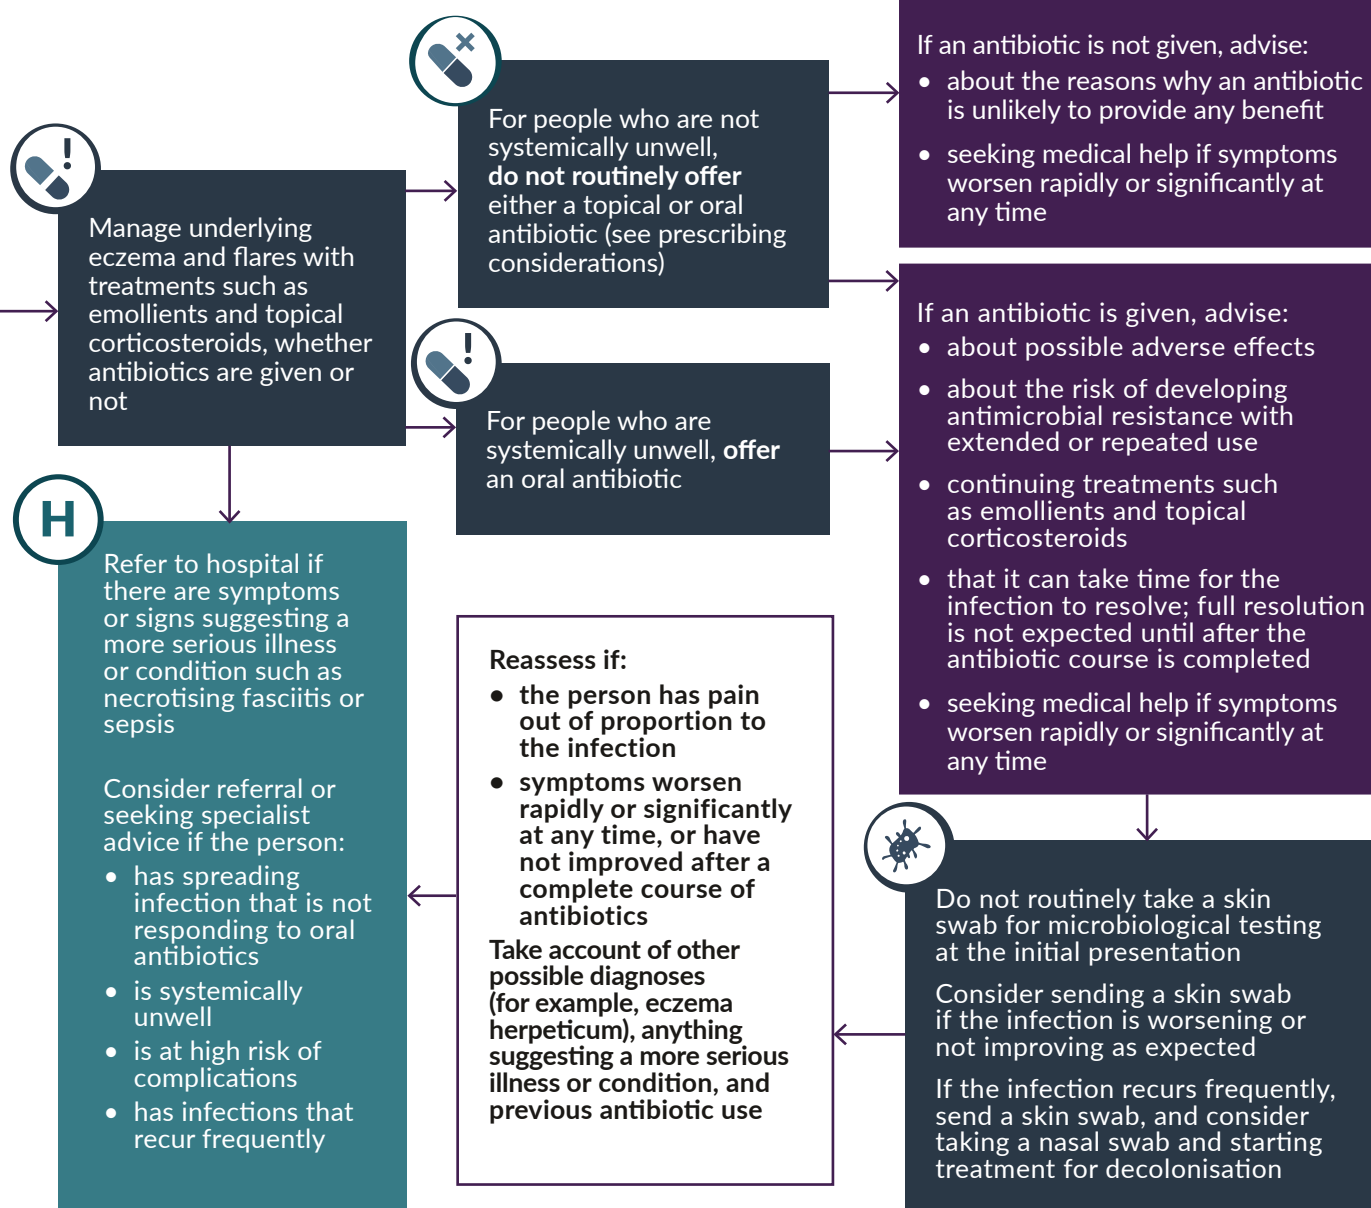 Manage underlying
eczema and flares with
treatments such as
emollients and topical
corticosteroids, whether
antibiotics are given or
not
For people who are not
systemically unwell,
do not routinely offer
either a topical or oral
antibiotic (see prescribing
considerations)
For people who are
systemically unwell, offer
an oral antibiotic
If an antibiotic is not given, advise:
• about the reasons why an antibiotic
is unlikely to provide any benefit
• seeking medical help if symptoms
worsen rapidly or significantly at
any time
If an antibiotic is given, advise:
• about possible adverse effects
• about the risk of developing
antimicrobial resistance with
extended or repeated use
• continuing treatments such
as emollients and topical
corticosteroids
• that it can take time for the
infection to resolve; full resolution
is not expected until after the
antibiotic course is completed
• seeking medical help if symptoms
worsen rapidly or significantly at
any time
Do not routinely take a skin
swab for microbiological testing
at the initial presentation
Consider sending a skin swab
if the infection is worsening or
not improving as expected
If the infection recurs frequently,
send a skin swab, and consider
taking a nasal swab and starting
treatment for decolonisation
Reassess if:
• the person has pain
out of proportion to
the infection
• symptoms worsen
rapidly or significantly
at any time, or have
not improved after a
complete course of
antibiotics
Take account of other
possible diagnoses
(for example, eczema
herpeticum), anything
suggesting a more serious
illness or condition, and
previous antibiotic use
H
Refer to hospital if
there are symptoms
or signs suggesting a
more serious illness
or condition such as
necrotising fasciitis or
sepsis
Consider referral or
seeking specialist
advice if the person:
• has spreading
infection that is not
responding to oral
antibiotics
• is systemically
unwell
• is at high risk of
complications
• has infections that
recur frequently